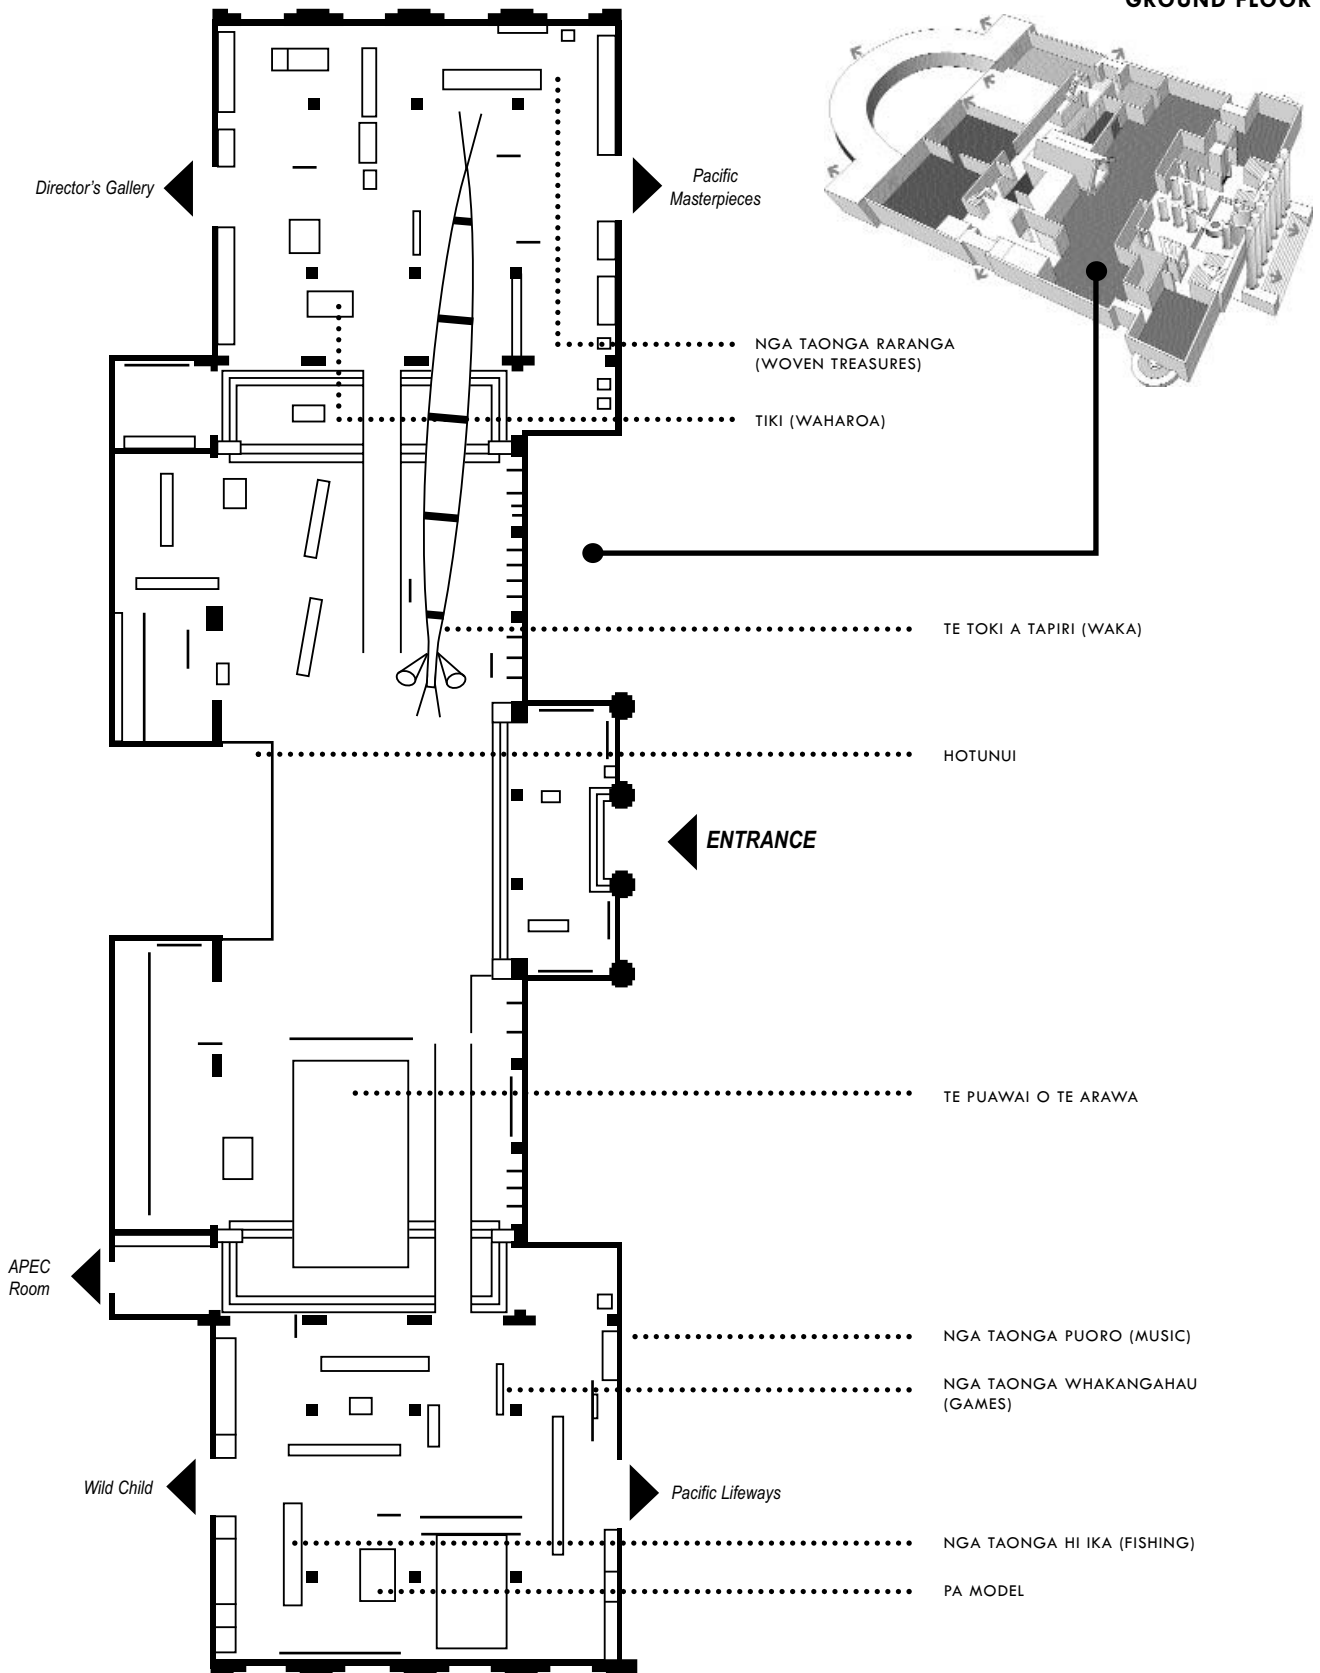 GROUND FLOOR
Director's Gallery
Pacific
Masterpieces
NGA TAONGA RARANGA
(WOVEN TREASURES)
TIKI (WAHAROA)
TE TOKI A TAPIRI (WAKA)
HOTUNUI
ENTRANCE
TE PUAWAI O TE ARAWA
APEC
Room
NGA TAONGA PUORO (MUSIC)
NGA TAONGA WHAKANGAHAU
(GAMES)
Wild Child
Pacific Lifeways
NGA TAONGA HI IKA (FISHING)
PA MODEL